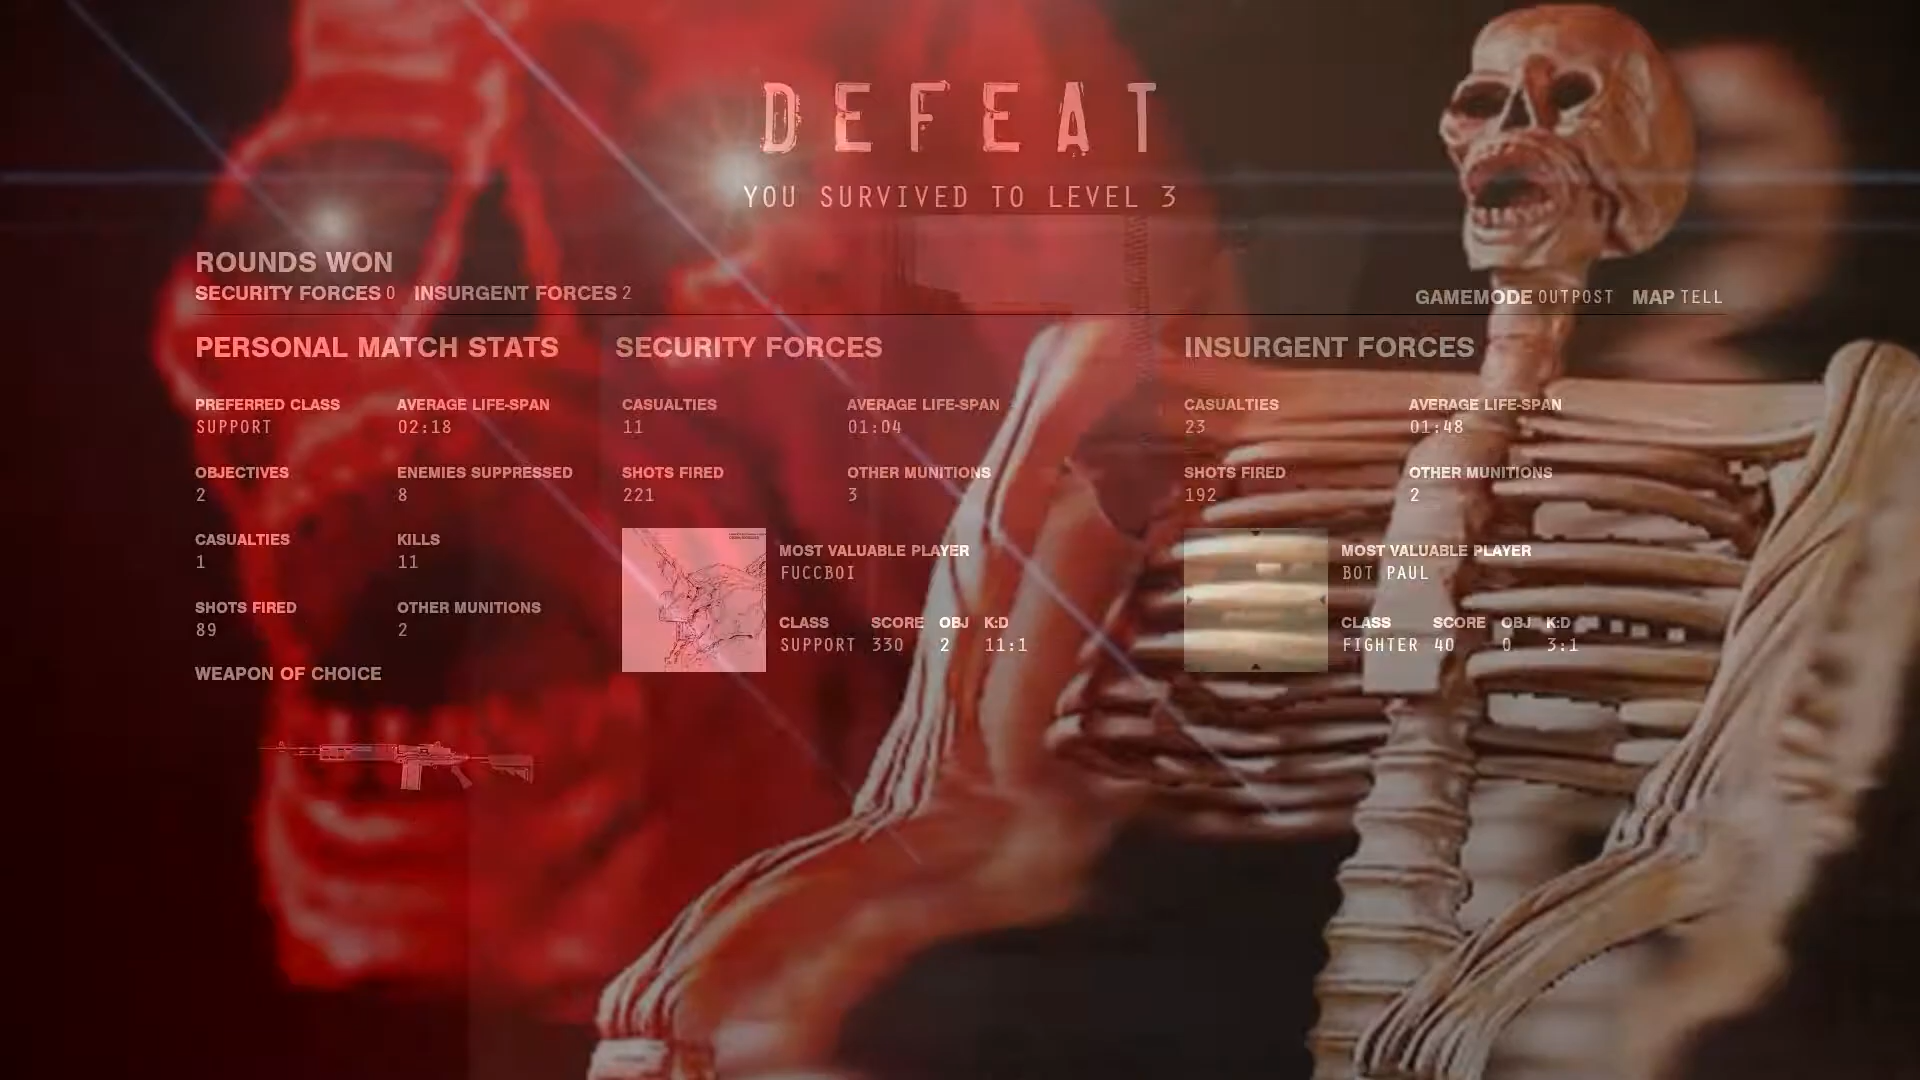 DEFEAT
YOU SURVIVED TO LEVEL 3
ROUNDS WON
SECURITY FORCES 0 INSURGENT FORCES 2
GAMEMODE OUTPOST MAP TELL
PERSONAL MATCH STATS
PREFERRED CLASS AVERAGE LIFE-SPAN
SUPPORT 02:18
OBJECTIVES ENEMIES SUPPRESSED
2 8
CASUALTIES KILLS
1 11
SHOTS FIRED OTHER MUNITIONS
89 2
WEAPON OF CHOICE
SECURITY FORCES
CASUALTIES AVERAGE LIFE-SPAN
11 01:04
SHOTS FIRED OTHER MUNITIONS
221 3
MOST VALUABLE PLAYER
FUCCBOI
CLASS SCORE OBJ K:D
SUPPORT 330 2 11:1
INSURGENT FORCES
CASUALTIES AVERAGE LIFE-SPAN
23 01:48
SHOTS FIRED OTHER MUNITIONS
192 2
MOST VALUABLE PLAYER
BOT PAUL
CLASS SCORE OBJ K:D
FIGHTER 40 0 3:1